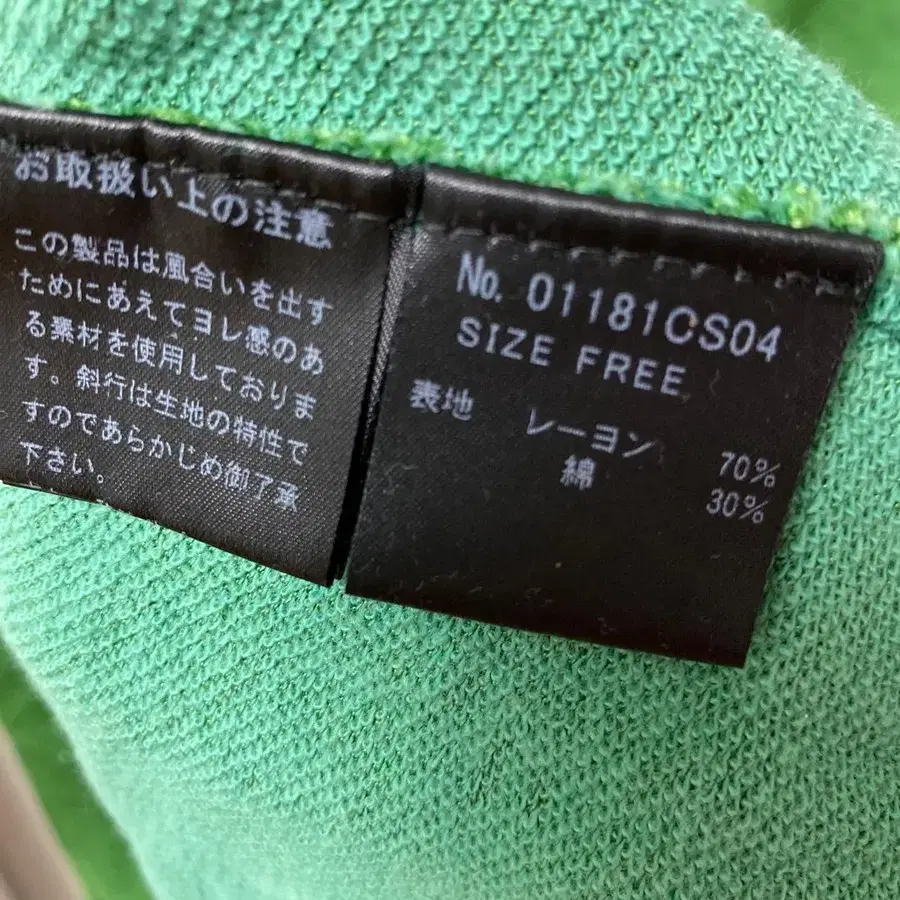 お取扱い上の注意
この製品は風合いを出す
ためにあえてヨレ感のあ
る素材を使用しておりま
す。斜行は生地の特性で
すのであらかじめ御了承
下さい。
No. 01181CS04
SIZE FREE
表地 レーヨン 70%
綿 30%